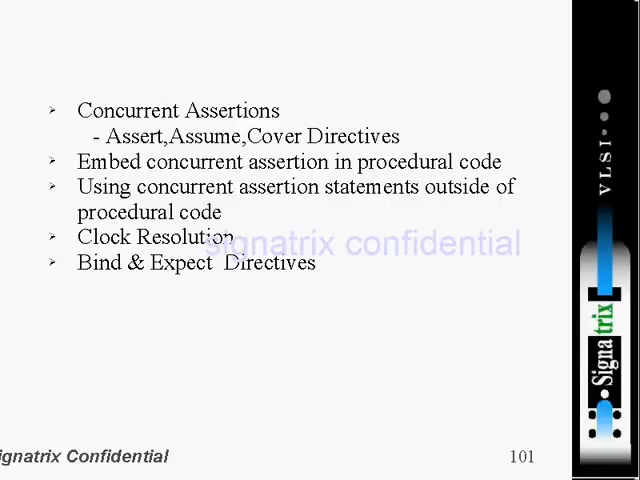 Concurrent Assertions
- Assert,Assume,Cover Directives
Embed concurrent assertion in procedural code
Using concurrent assertion statements outside of
procedural code
Clock Resolution
signatrix confidential
Bind & Expect Directives
ignatrix Confidential
101
VLSI
Signatrix